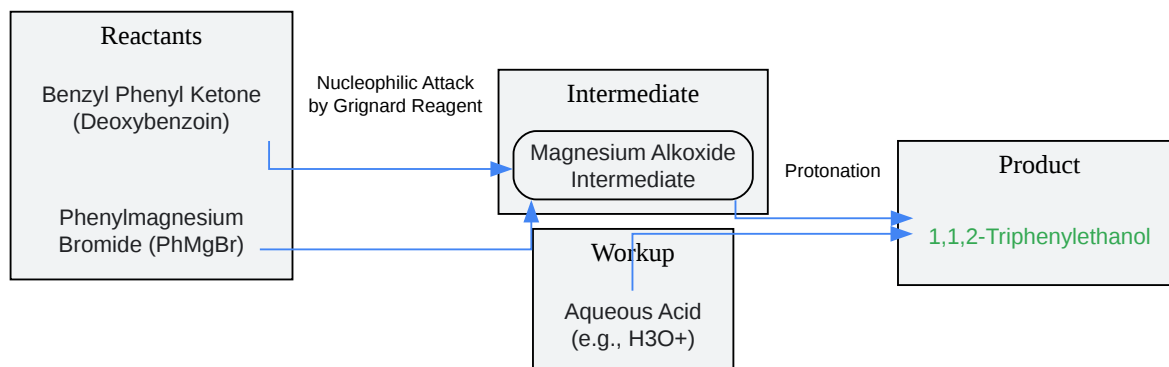 Reactants
Benzyl Phenyl Ketone
(Deoxybenzoin)
Phenylmagnesium
Bromide (PhMgBr)
Nucleophilic Attack
by Grignard Reagent
Intermediate
Magnesium Alkoxide
Intermediate
Workup
Aqueous Acid
(e.g., H3O+)
Protonation
Product
1,1,2-Triphenylethanol